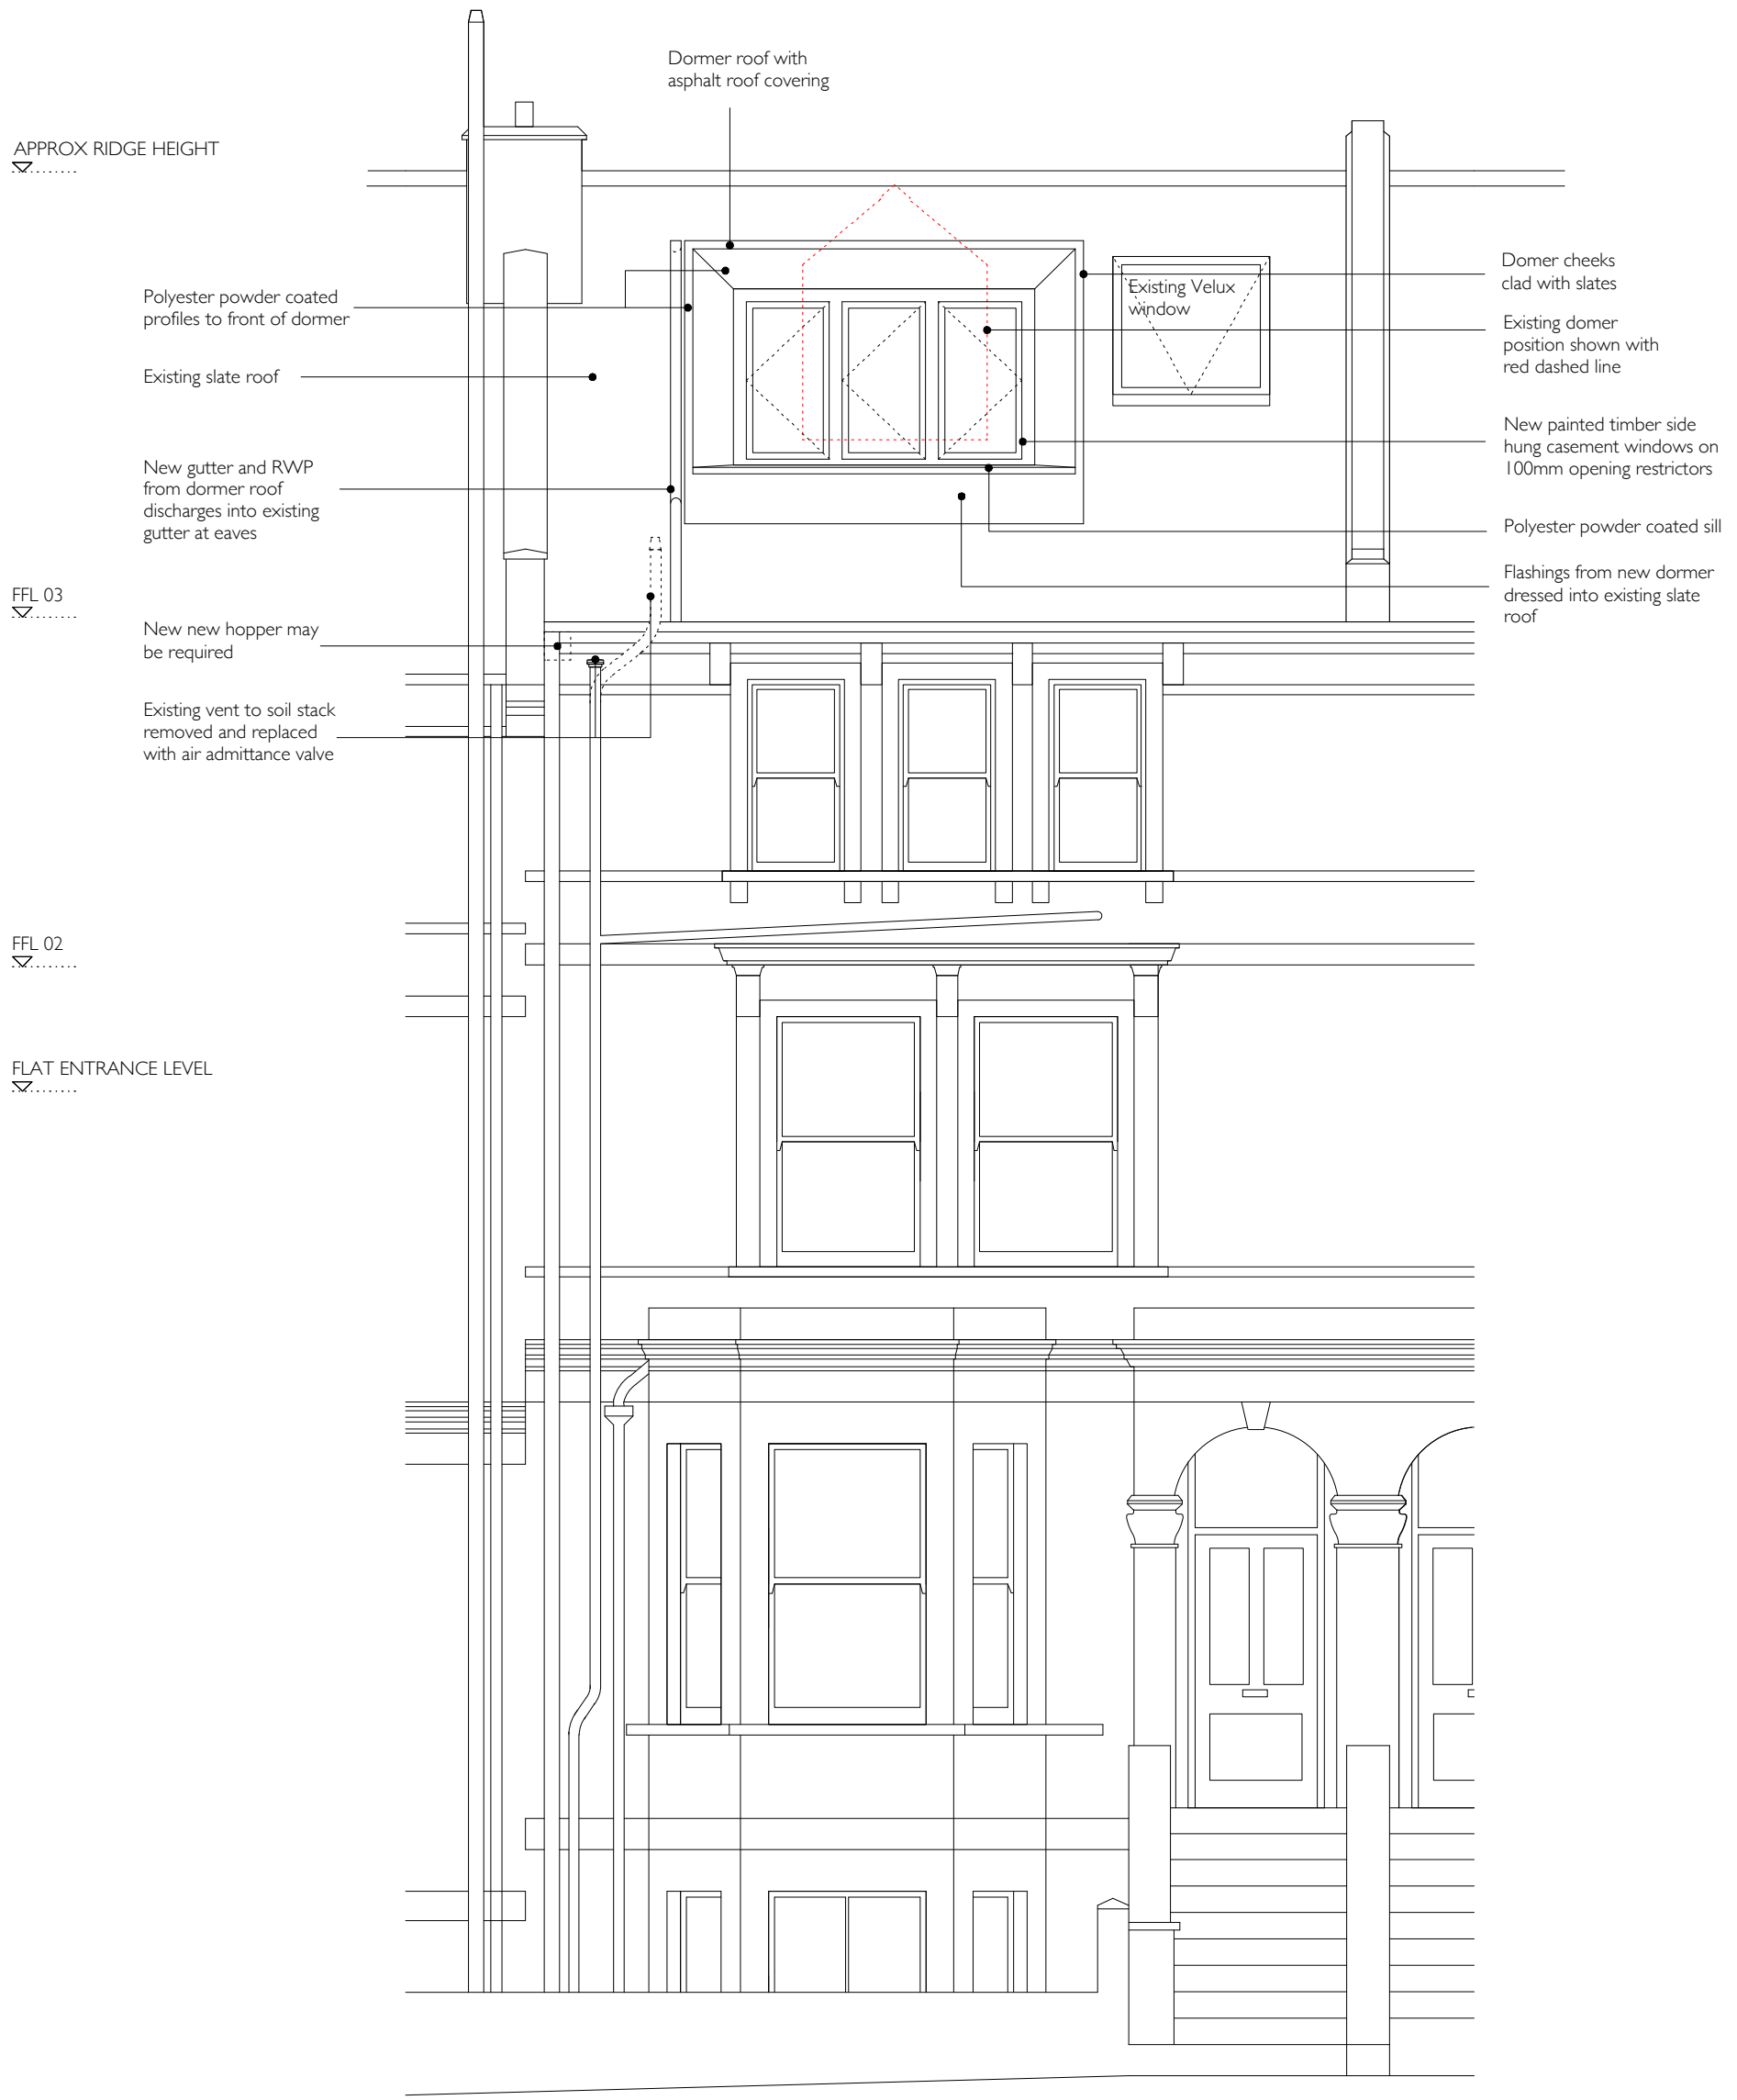 Dormer roof with
asphalt roof covering
APPROX RIDGE HEIGHT
Polyester powder coated
profiles to front of dormer
Existing slate roof
New gutter and RWP
from dormer roof
discharges into existing
gutter at eaves
FFL 03
New new hopper may
be required
Existing vent to soil stack
removed and replaced
with air admittance valve
FFL 02
FLAT ENTRANCE LEVEL
Existing Velux
window
Domer cheeks
clad with slates
Existing domer
position shown with
red dashed line
New painted timber side
hung casement windows on
100mm opening restrictors
Polyester powder coated sill
Flashings from new dormer
dressed into existing slate
roof